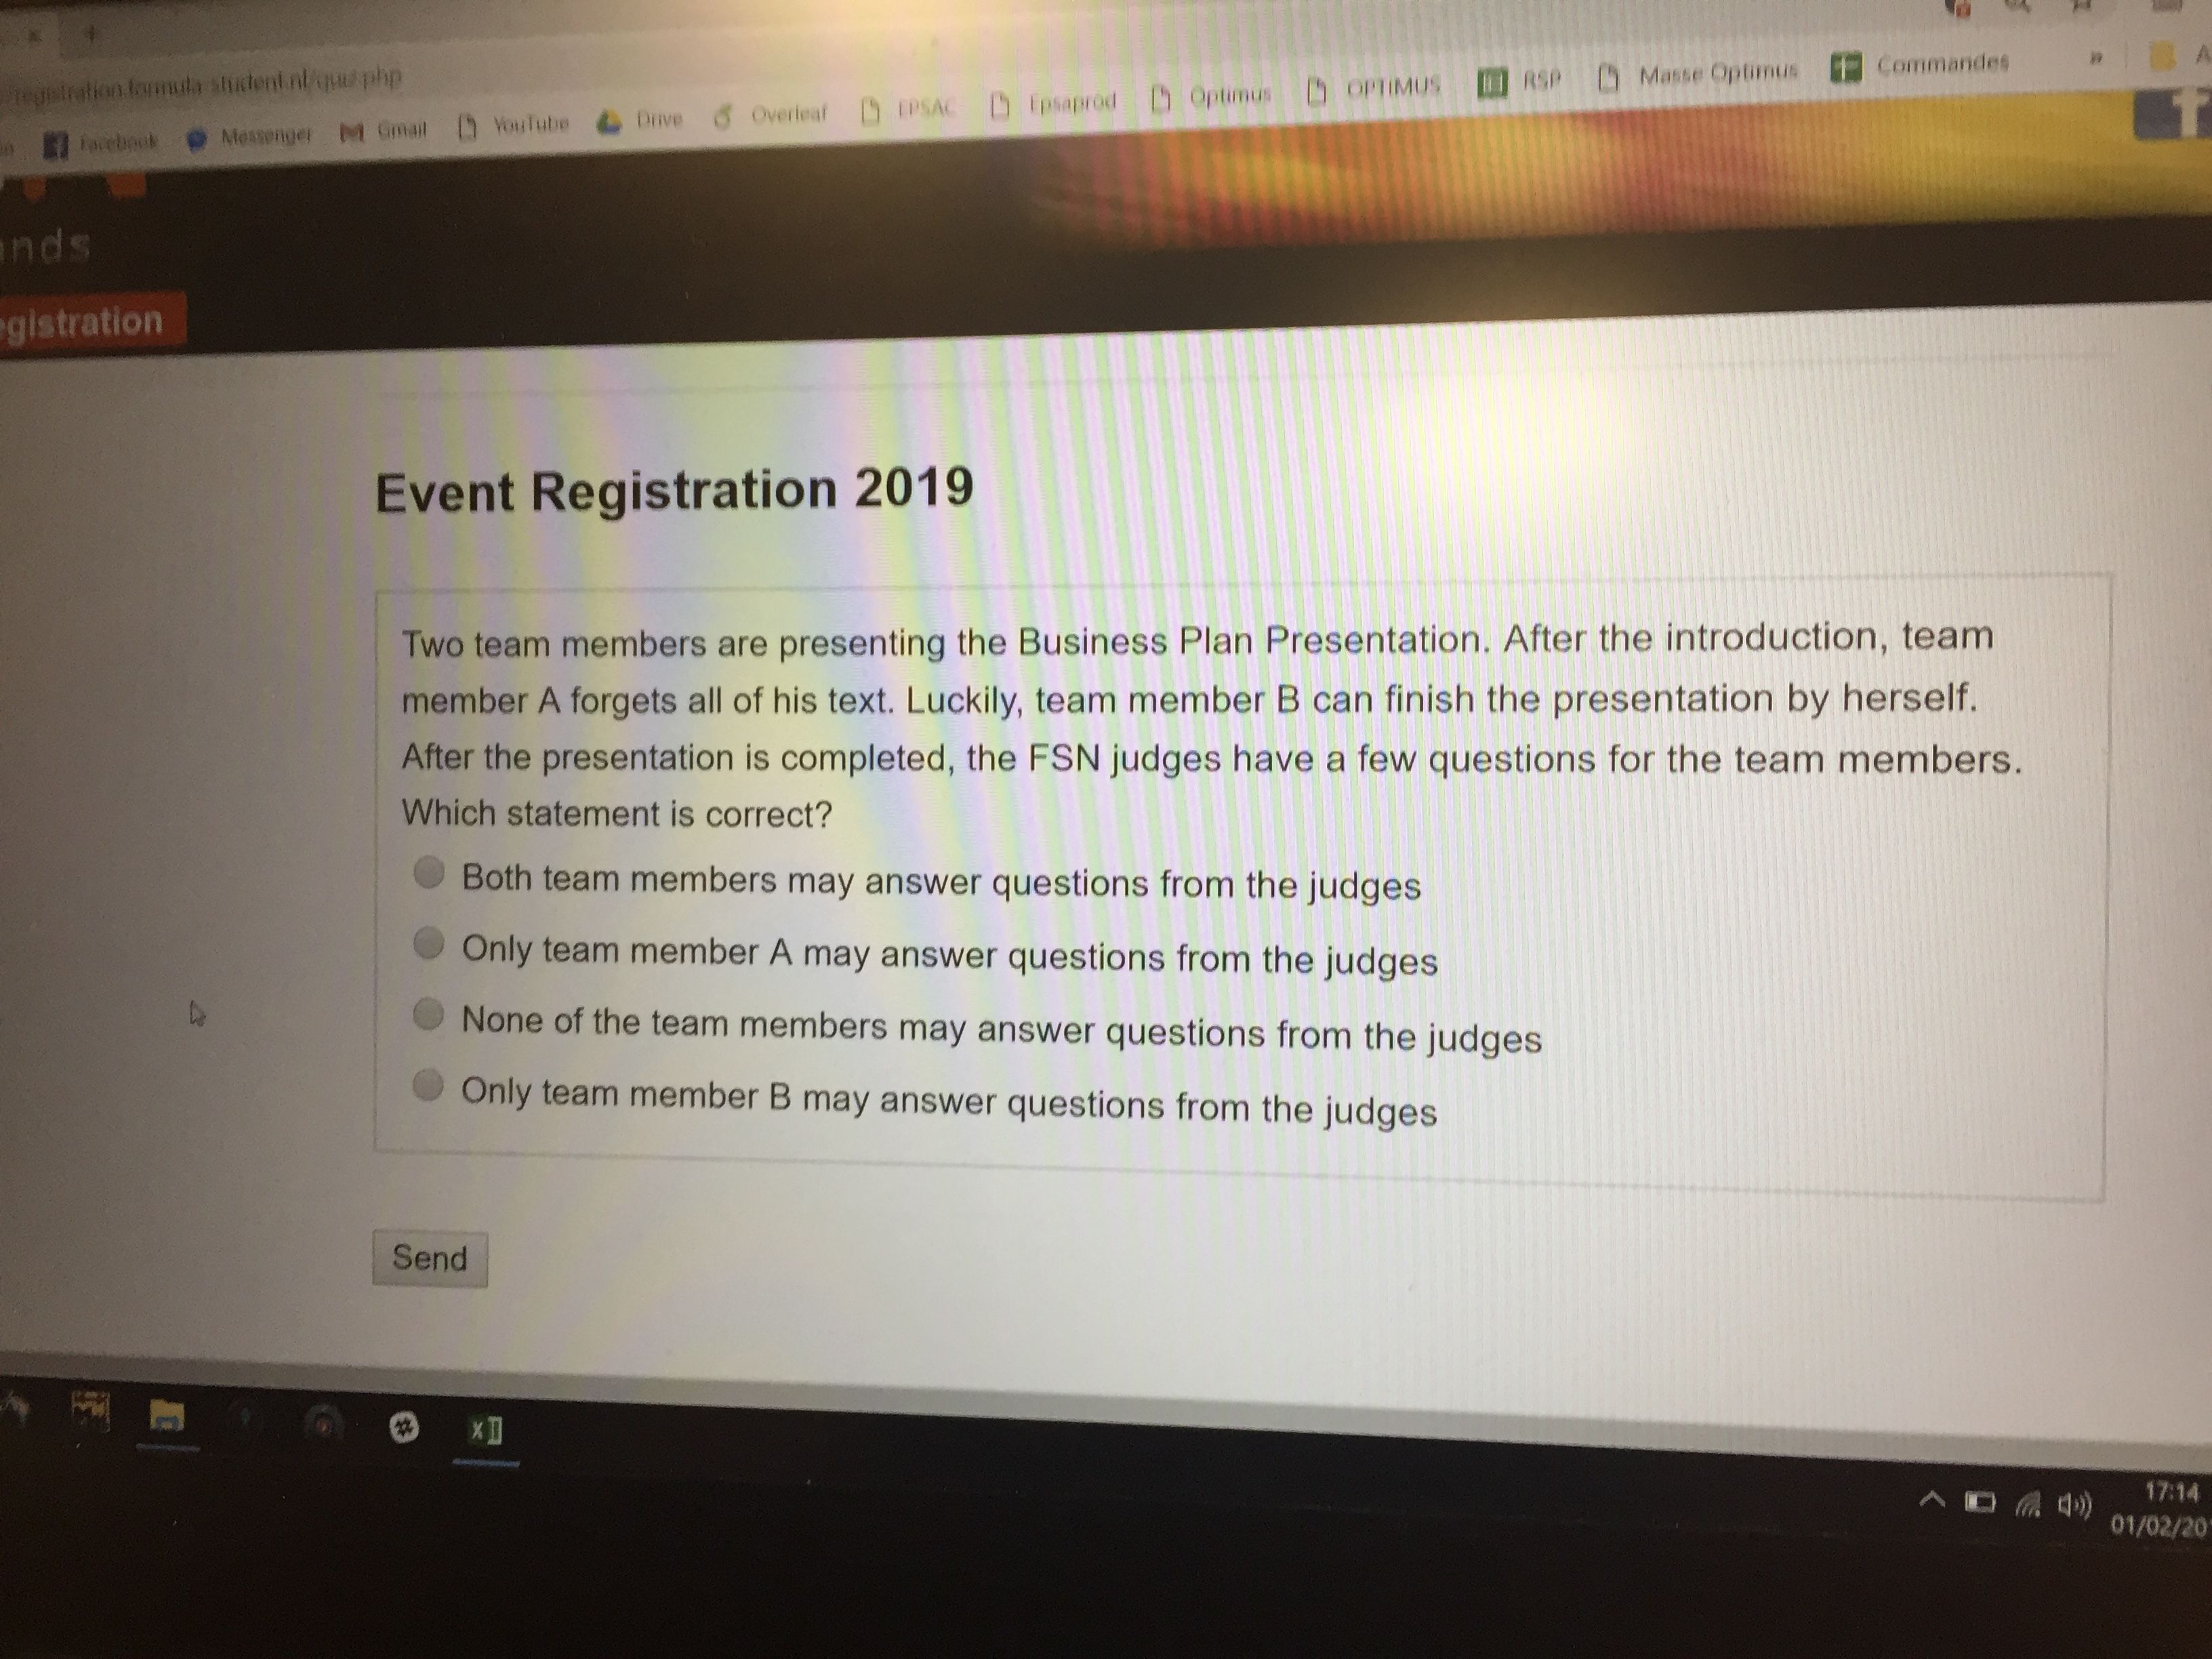 registration.formula-student.nl/quiz.php
Facebook Messenger Gmail YouTube Drive Overleaf EPSAC Epsaprod Optimus OPTIMUS RSP Masse Optimus Commandes »
ands
egistration
Event Registration 2019
Two team members are presenting the Business Plan Presentation. After the introduction, team
member A forgets all of his text. Luckily, team member B can finish the presentation by herself.
After the presentation is completed, the FSN judges have a few questions for the team members.
Which statement is correct?
Both team members may answer questions from the judges
Only team member A may answer questions from the judges
None of the team members may answer questions from the judges
Only team member B may answer questions from the judges
Send
17:14
01/02/20